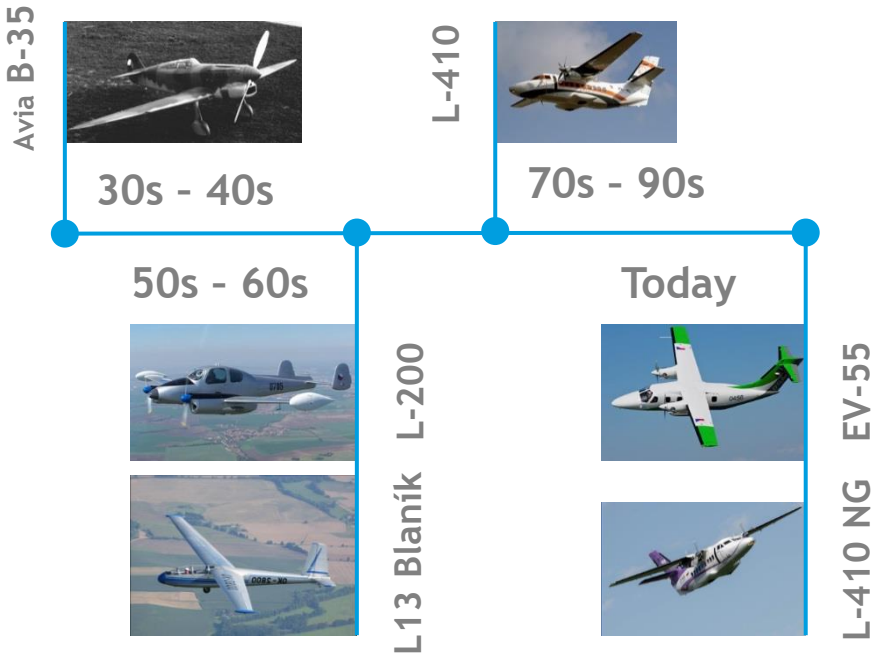 Avia B-35
30s - 40s
L-410
70s - 90s
50s - 60s
L-200
L13 Blaník
Today
EV-55
L-410 NG